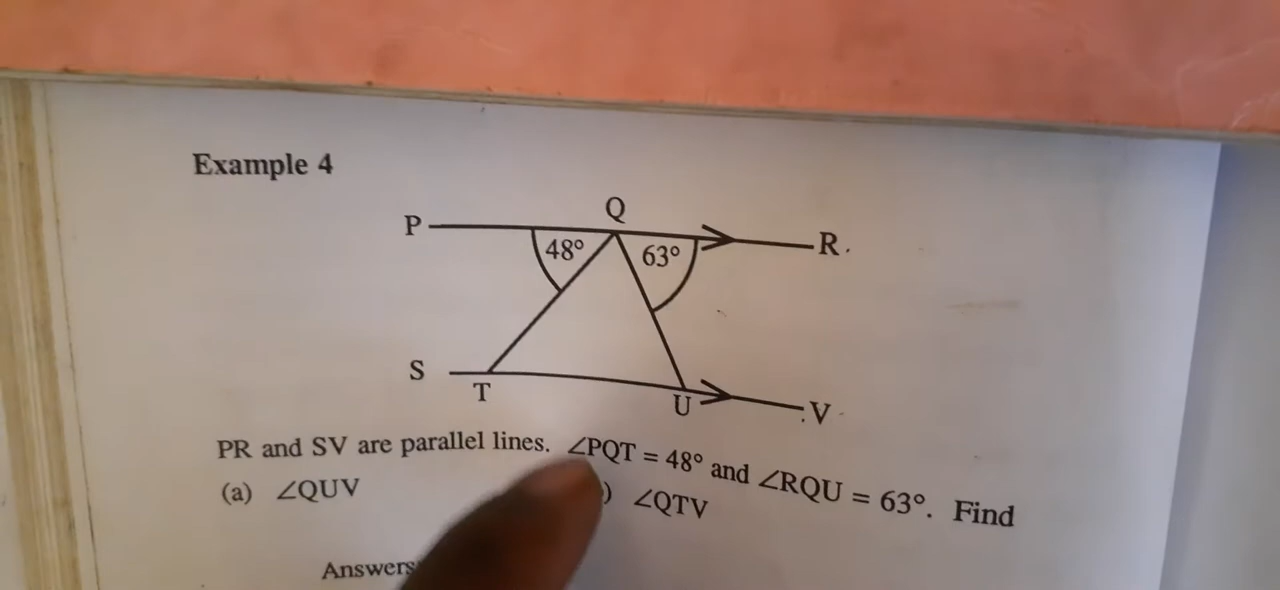 Example 4
Q
P
R.
48°
63°
S
T
U
V
PR and SV are parallel lines. ∠PQT = 48° and ∠RQU = 63°. Find
(a) ∠QUV ) ∠QTV
Answers